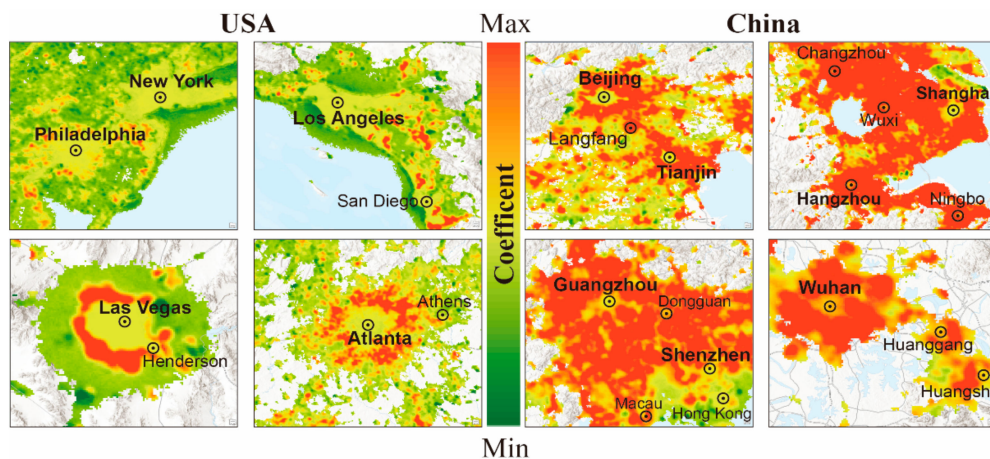 USA
Max
China
New York
Philadelphia
Los Angeles
San Diego
Beijing
Langfang
Tianjin
Changzhou
Shangha
Wuxi
Hangzhou
Ningbo
Coefficent
Las Vegas
Henderson
Athens
Atlanta
Guangzhou
Dongguan
Shenzhen
Macau
Hong Kong
Wuhan
Huanggang
Huangsh
Min